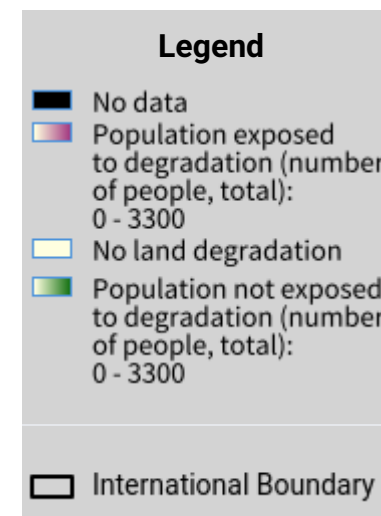 Legend
No data
Population exposed
to degradation (number
of people, total):
0 - 3300
No land degradation
Population not exposed
to degradation (number
of people, total):
0 - 3300
International Boundary